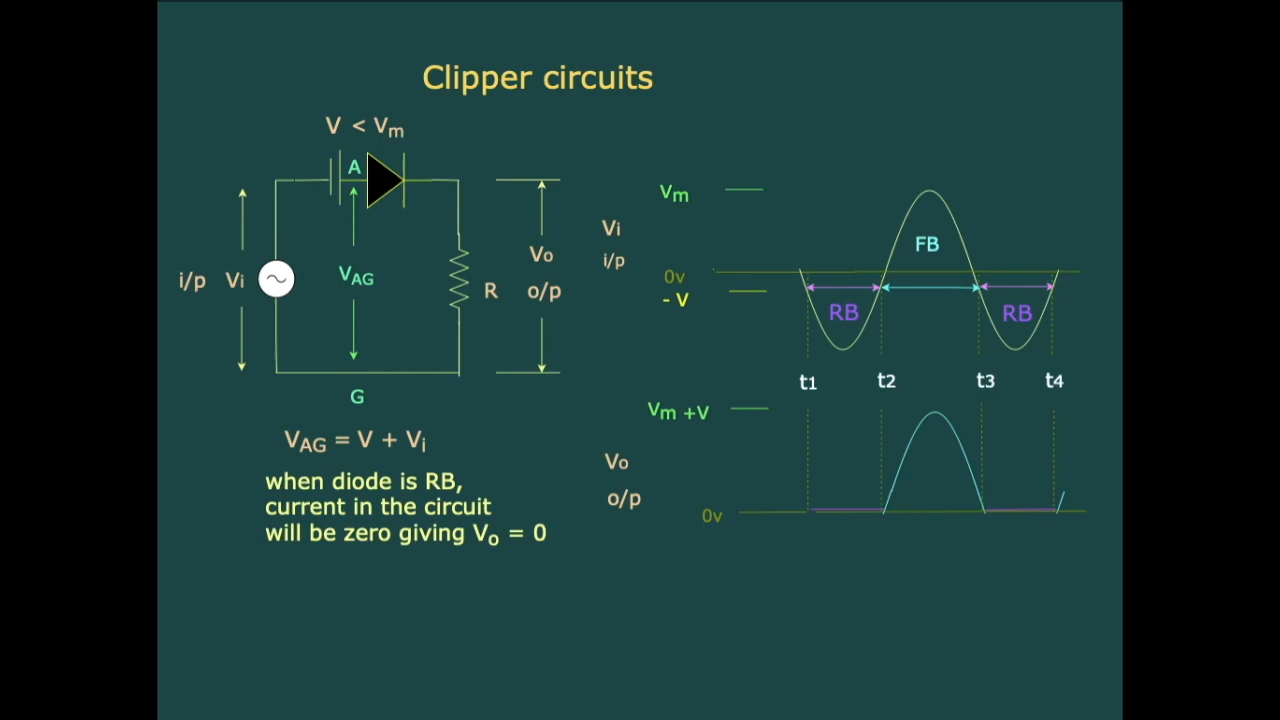 Clipper circuits
V < Vm
A
i/p Vi
VAG
R
Vo
o/p
G
VAG = V + Vi
when diode is RB,
current in the circuit
will be zero giving Vo = 0
Vm
Vi
i/p
0v
- V
FB
RB
RB
t1 t2 t3 t4
Vm +V
Vo
o/p
0v